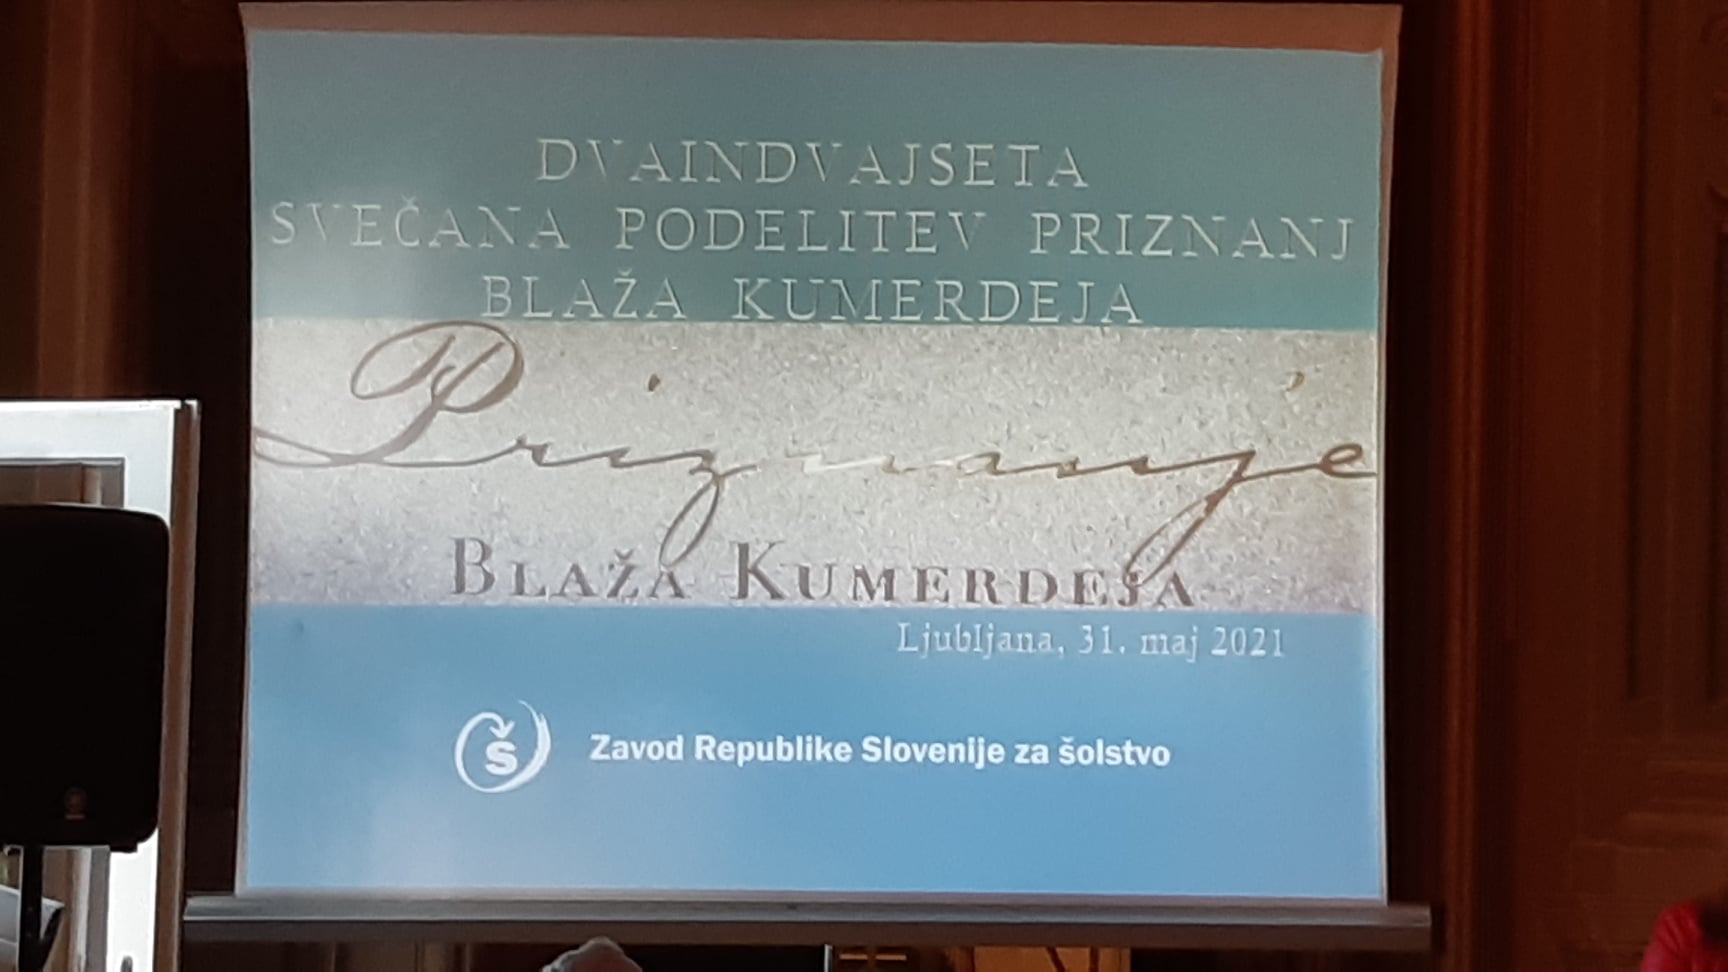 DVAINDVAJSETA
SVEČANA PODELITEV PRIZNANJ
BLAŽA KUMERDEJA
Priznanje
BLAŽA KUMERDEJA
Ljubljana, 31. maj 2021
Š
Zavod Republike Slovenije za šolstvo